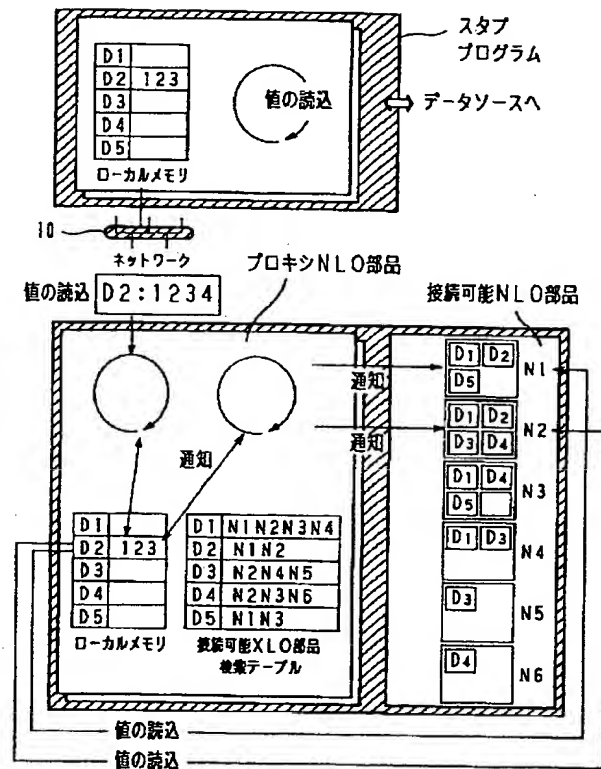 スタブ
プログラム
D1
D2 123
D3
D4
D5
ローカルメモリ
値の読込
データソースへ
10
ネットワーク
値の読込 D2:1234
プロキシNLO部品
接続可能NLO部品
通知
通知
通知
D1 D2
D5
N1
D1 D2
D3 D4
N2
D1 D4
D5
N3
D1 D3
N4
D3
N5
D4
N6
D1
D2 123
D3
D4
D5
ローカルメモリ
D1 N1N2N3N4
D2 N1N2
D3 N2N4N5
D4 N2N3N6
D5 N1N3
接続可能XLO部品
検索テーブル
値の読込
値の読込